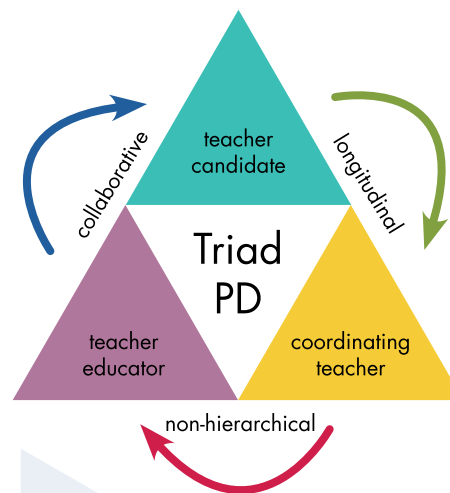 teacher
candidate
collaborative
longitudinal
Triad
PD
teacher
educator
coordinating
teacher
non-hierarchical